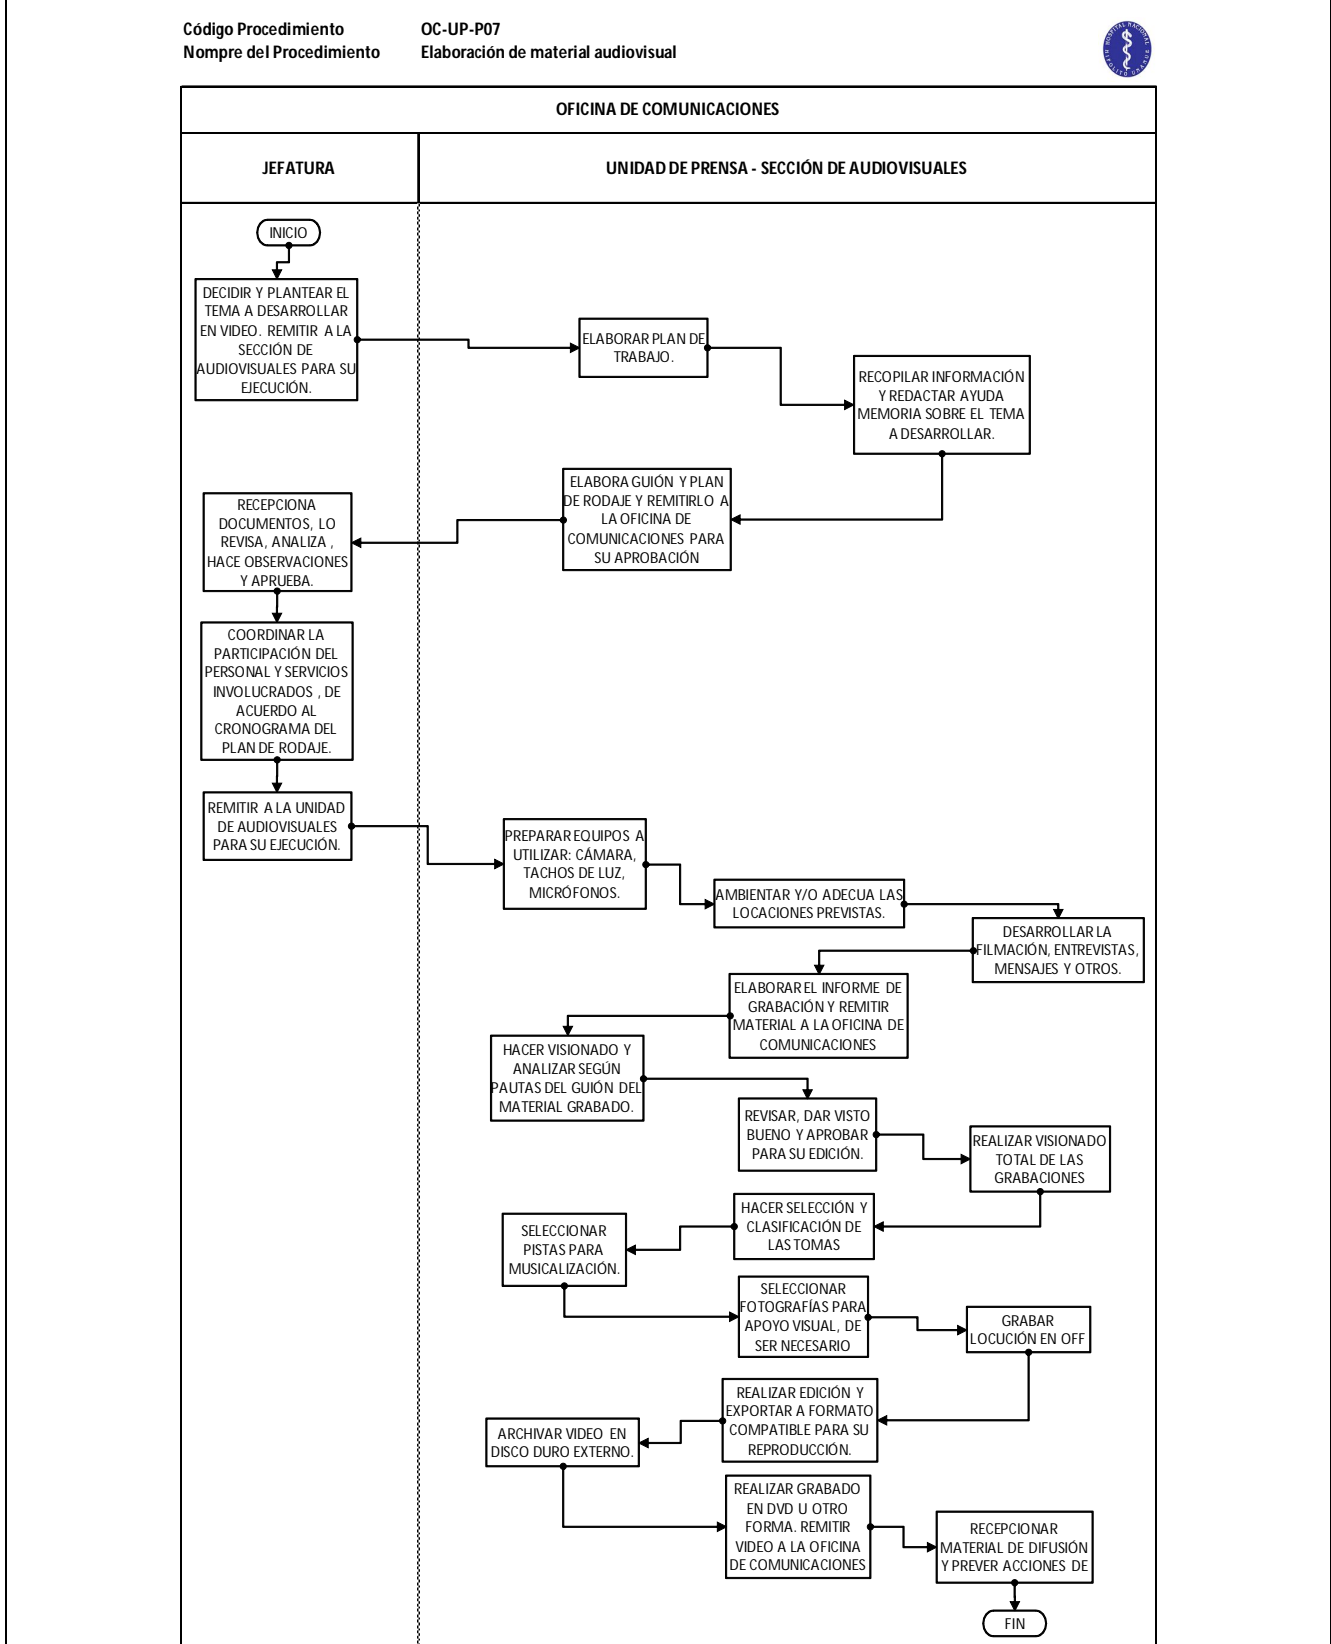 Código Procedimiento OC-UP-P07
Nompre del Procedimiento Elaboración de material audiovisual
HOSPITAL NACIONAL
HIPOLITO UNANUE
OFICINA DE COMUNICACIONES
JEFATURA
UNIDAD DE PRENSA - SECCIÓN DE AUDIOVISUALES
INICIO
DECIDIR Y PLANTEAR EL
TEMA A DESARROLLAR
EN VIDEO. REMITIR A LA
SECCIÓN DE
AUDIOVISUALES PARA SU
EJECUCIÓN.
ELABORAR PLAN DE
TRABAJO.
RECOPILAR INFORMACIÓN
Y REDACTAR AYUDA
MEMORIA SOBRE EL TEMA
A DESARROLLAR.
ELABORA GUIÓN Y PLAN
DE RODAJE Y REMITIRLO A
LA OFICINA DE
COMUNICACIONES PARA
SU APROBACIÓN
RECEPCIONA
DOCUMENTOS, LO
REVISA, ANALIZA ,
HACE OBSERVACIONES
Y APRUEBA.
COORDINAR LA
PARTICIPACIÓN DEL
PERSONAL Y SERVICIOS
INVOLUCRADOS , DE
ACUERDO AL
CRONOGRAMA DEL
PLAN DE RODAJE.
REMITIR A LA UNIDAD
DE AUDIOVISUALES
PARA SU EJECUCIÓN.
PREPARAR EQUIPOS A
UTILIZAR: CÁMARA,
TACHOS DE LUZ,
MICRÓFONOS.
AMBIENTAR Y/O ADECUA LAS
LOCACIONES PREVISTAS.
DESARROLLAR LA
FILMACIÓN, ENTREVISTAS,
MENSAJES Y OTROS.
ELABORAR EL INFORME DE
GRABACIÓN Y REMITIR
MATERIAL A LA OFICINA DE
COMUNICACIONES
HACER VISIONADO Y
ANALIZAR SEGÚN
PAUTAS DEL GUIÓN DEL
MATERIAL GRABADO.
REVISAR, DAR VISTO
BUENO Y APROBAR
PARA SU EDICIÓN.
REALIZAR VISIONADO
TOTAL DE LAS
GRABACIONES
HACER SELECCIÓN Y
CLASIFICACIÓN DE
LAS TOMAS
SELECCIONAR
PISTAS PARA
MUSICALIZACIÓN.
SELECCIONAR
FOTOGRAFÍAS PARA
APOYO VISUAL, DE
SER NECESARIO
GRABAR
LOCUCIÓN EN OFF
REALIZAR EDICIÓN Y
EXPORTAR A FORMATO
COMPATIBLE PARA SU
REPRODUCCIÓN.
ARCHIVAR VIDEO EN
DISCO DURO EXTERNO.
REALIZAR GRABADO
EN DVD U OTRO
FORMA. REMITIR
VIDEO A LA OFICINA
DE COMUNICACIONES
RECEPCIONAR
MATERIAL DE DIFUSIÓN
Y PREVER ACCIONES DE
FIN